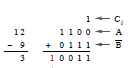 1 ← C_i
12 1100 ← A
− 9 + 0111 ← B̅
3 10011